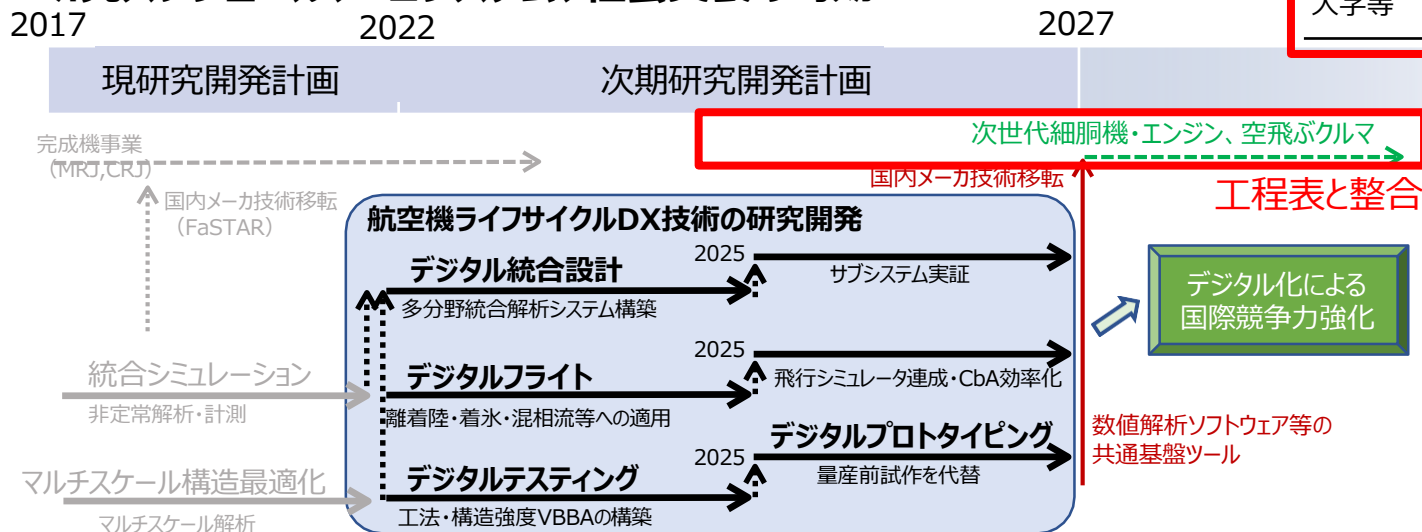 2017
2022
2027
大学等
現研究開発計画
次期研究開発計画
完成機事業
(MRJ,CRJ)
次世代細胴機・エンジン、空飛ぶクルマ
国内メーカ技術移転
(FaSTAR)
国内メーカ技術移転
工程表と整合
航空機ライフサイクルDX技術の研究開発
デジタル統合設計
多分野統合解析システム構築
2025
サブシステム実証
デジタル化による
国際競争力強化
統合シミュレーション
非定常解析・計測
デジタルフライト
離着陸・着氷・混相流等への適用
2025
飛行シミュレータ連成・CbA効率化
デジタルプロトタイピング
2025
量産前試作を代替
数値解析ソフトウェア等の
共通基盤ツール
マルチスケール構造最適化
マルチスケール解析
デジタルテスティング
工法・構造強度VBBAの構築